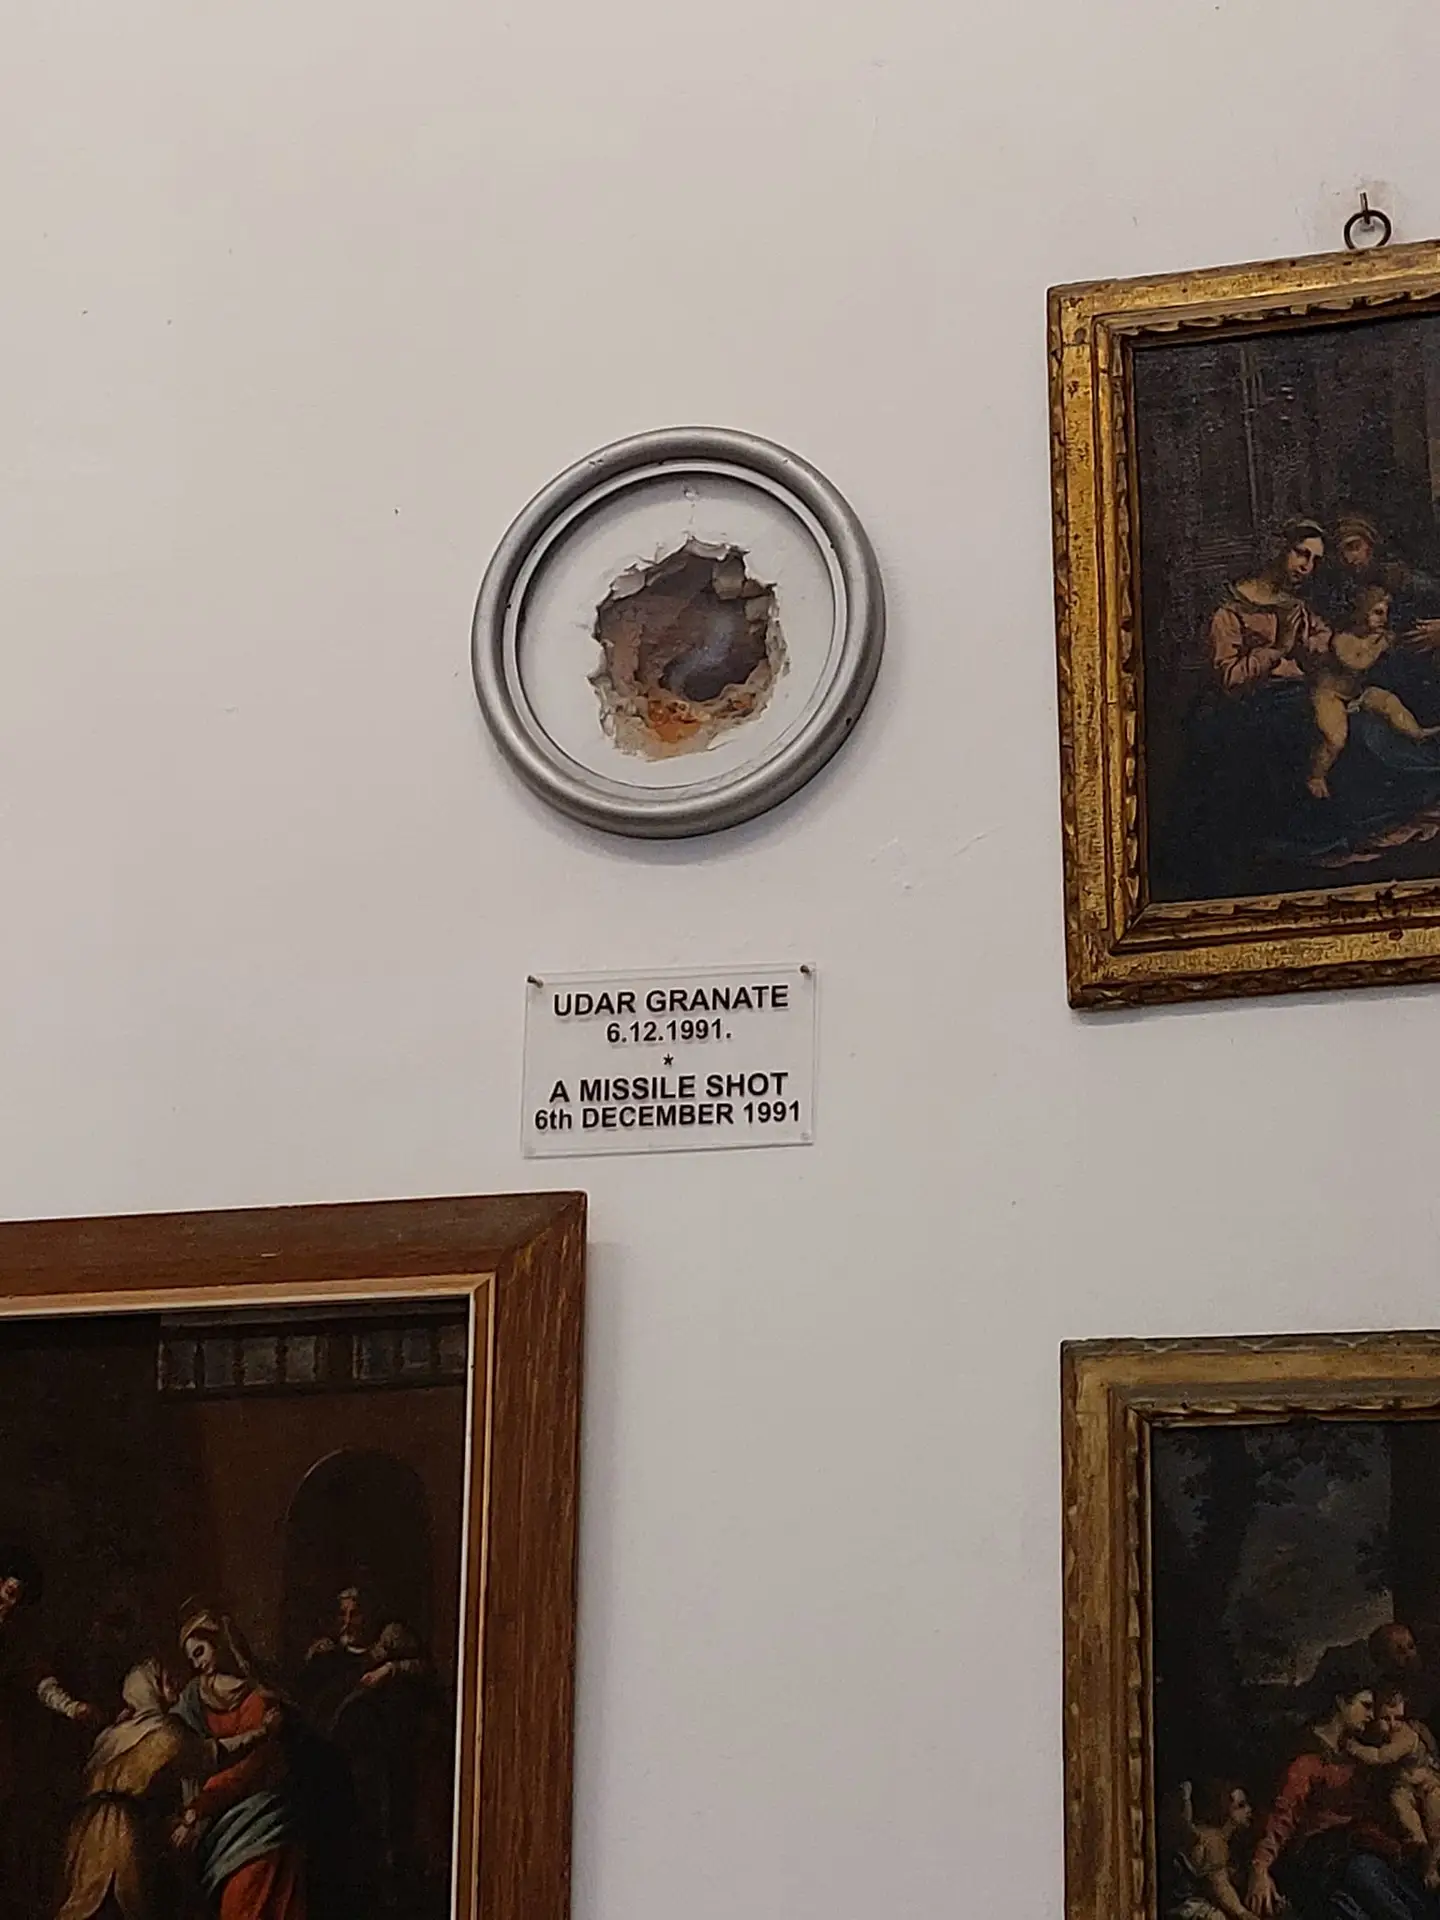 UDAR GRANATE
6.12.1991.
*
A MISSILE SHOT
6th DECEMBER 1991